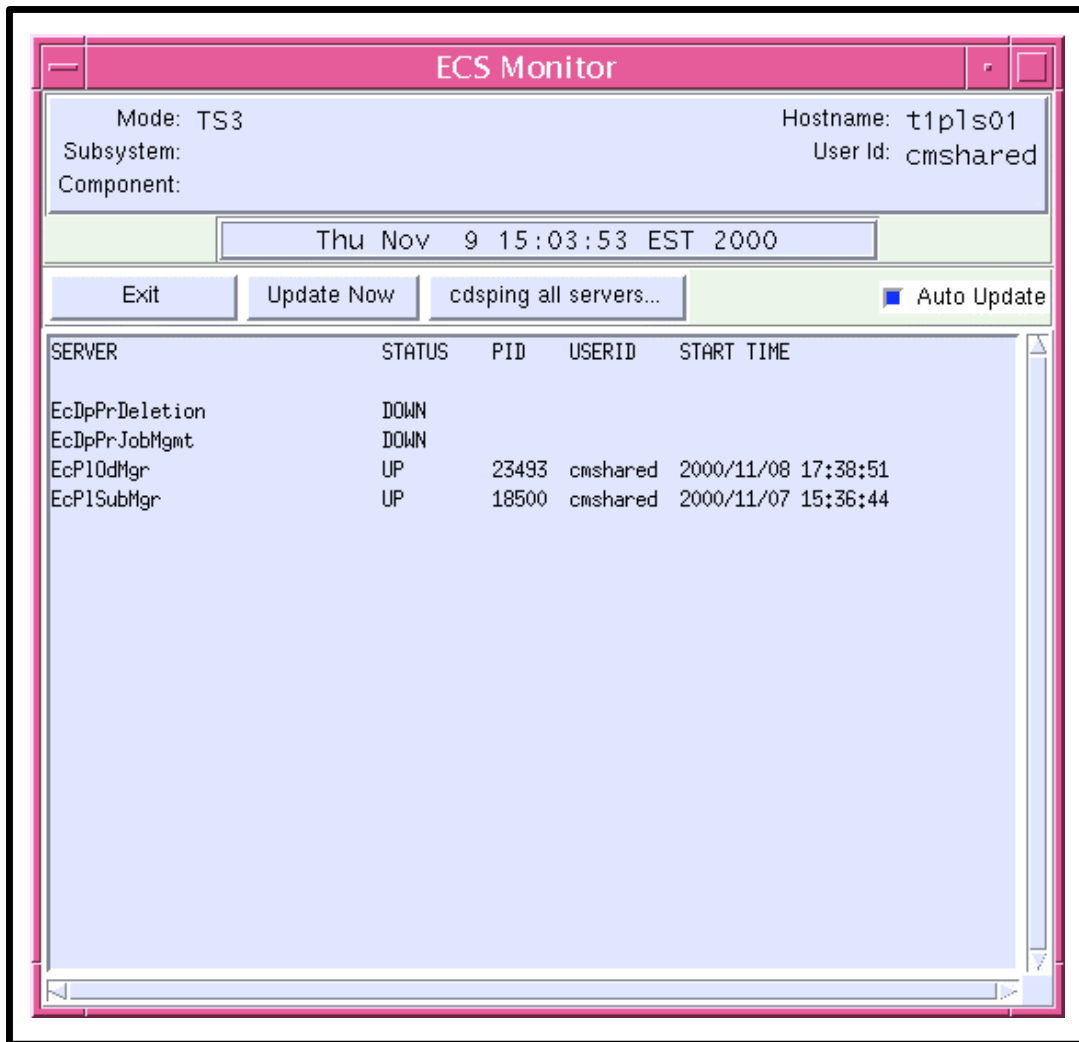 ECS Monitor
Mode: TS3 Hostname: t1pls01
Subsystem: User Id: cmshared
Component:
Thu Nov 9 15:03:53 EST 2000
Exit Update Now cdsping all servers... Auto Update
SERVER STATUS PID USERID START TIME
EcDpPrDeletion DOWN
EcDpPrJobMgmt DOWN
EcPlOdMgr UP 23493 cmshared 2000/11/08 17:38:51
EcPlSubMgr UP 18500 cmshared 2000/11/07 15:36:44